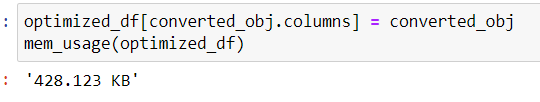 : optimized_df[converted_obj.columns] = converted_obj
mem_usage(optimized_df)
: '428.123 KB'